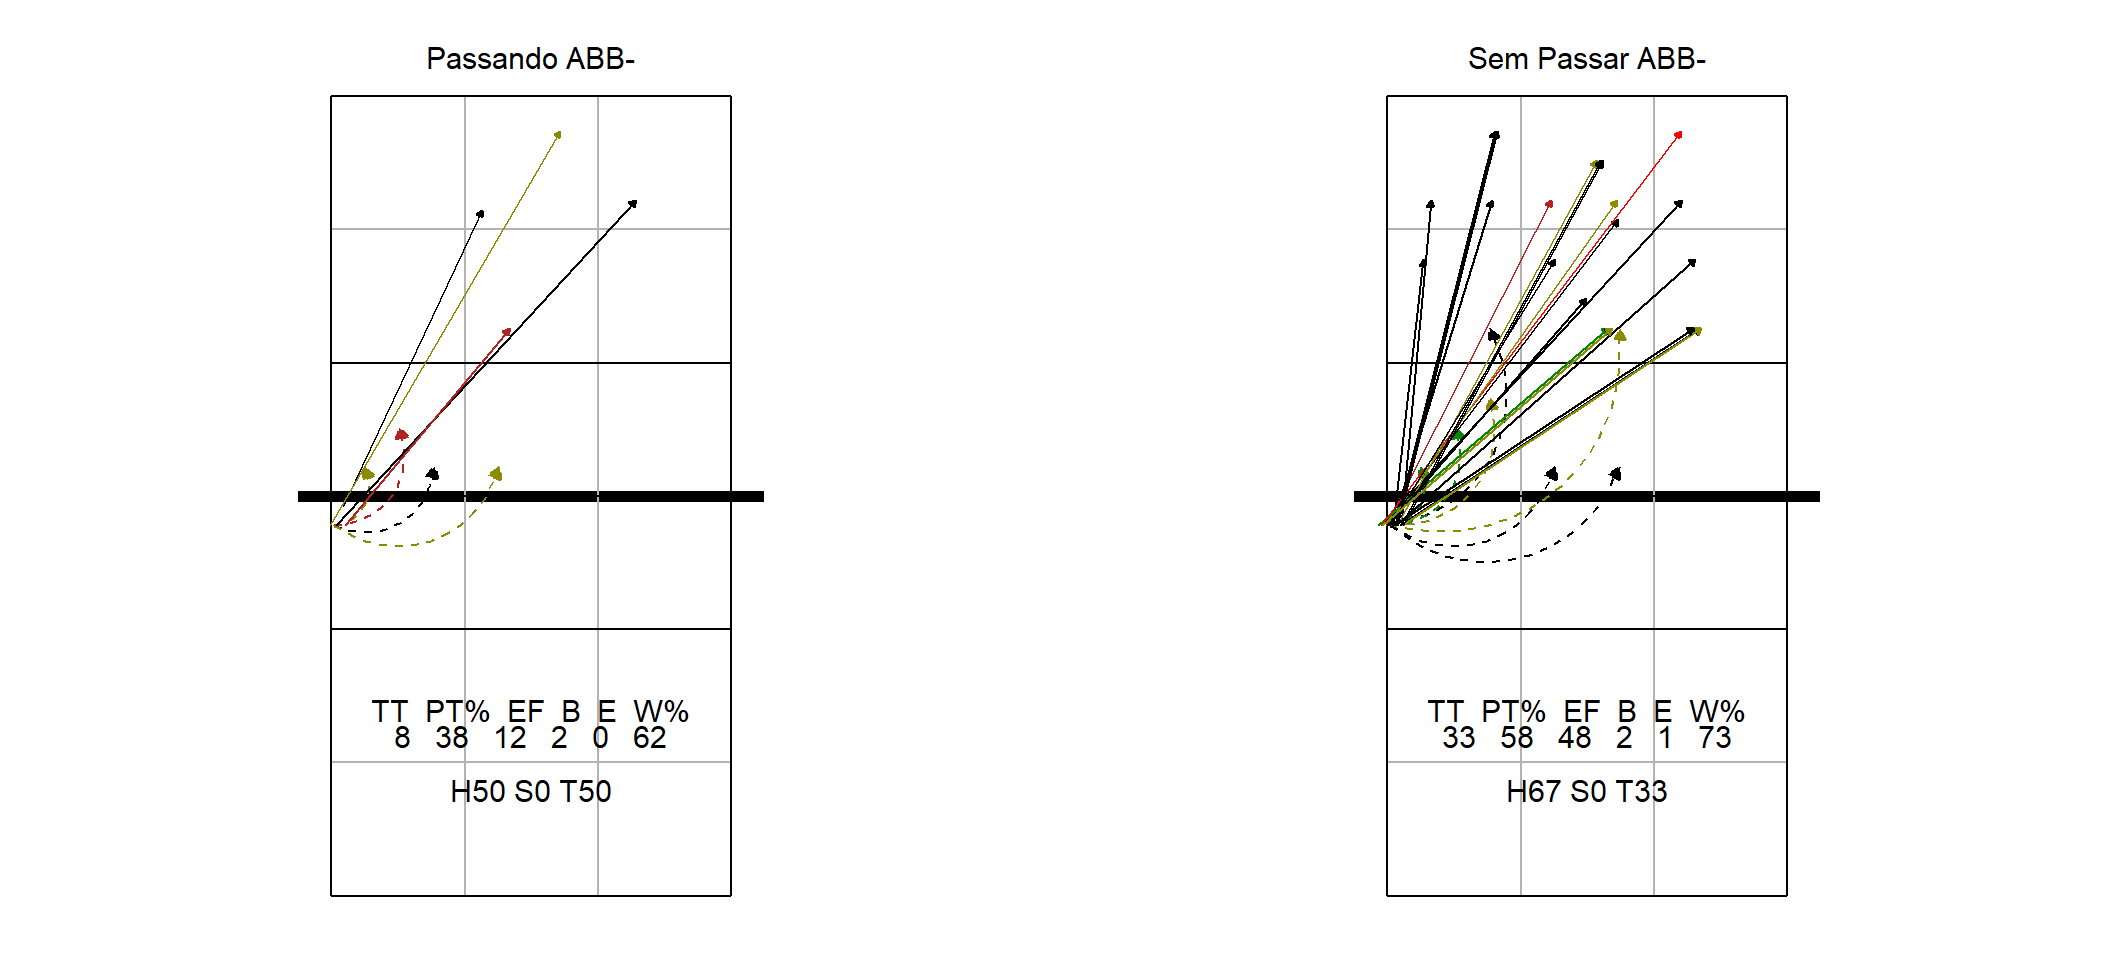 Passando ABB-
TT PT% EF B E W%
8 38 12 2 0 62
H50 S0 T50
Sem Passar ABB-
TT PT% EF B E W%
33 58 48 2 1 73
H67 S0 T33